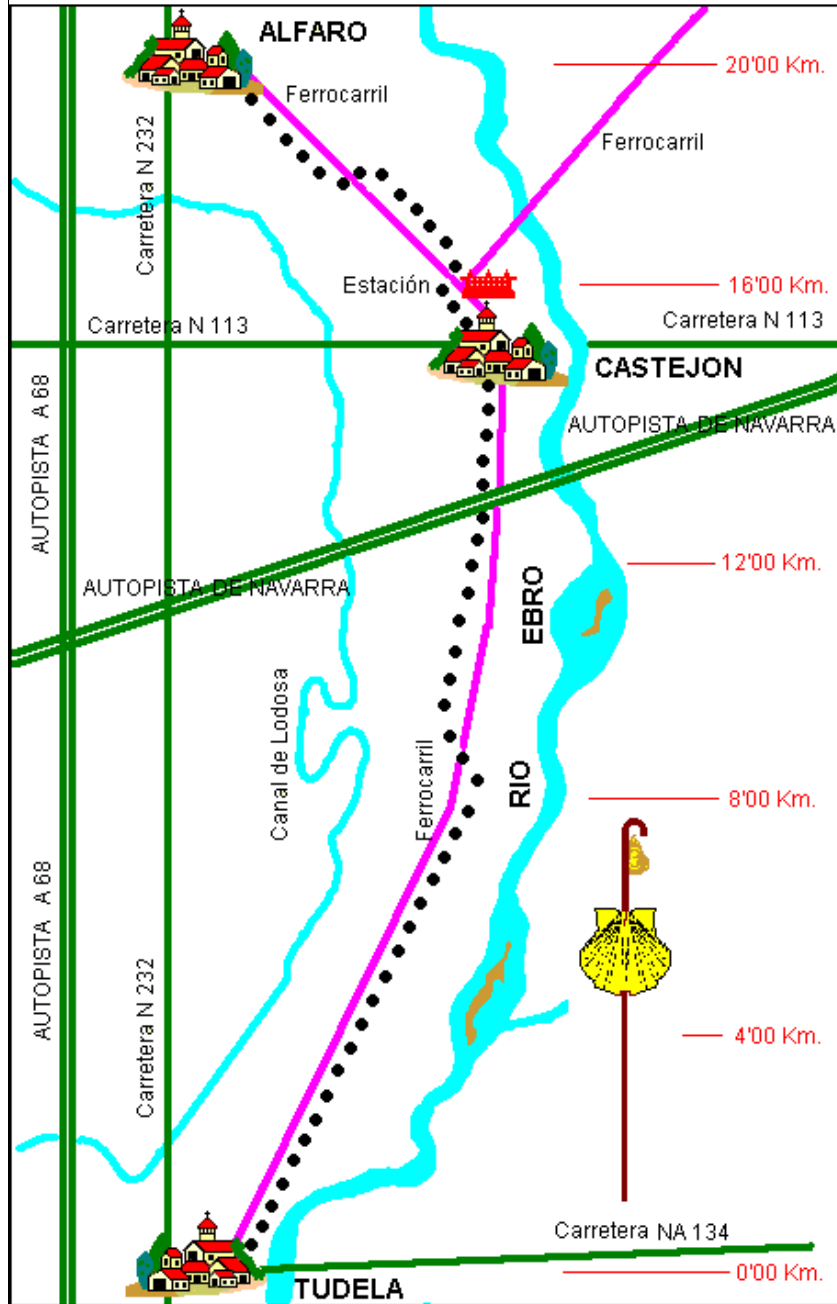 ALFARO
20'00 Km.
Ferrocarril
Ferrocarril
Carretera N 232
Estación
16'00 Km.
Carretera N 113
Carretera N 113
CASTEJON
AUTOPISTA A 68
AUTOPISTA DE NAVARRA
12'00 Km.
AUTOPISTA DE NAVARRA
RIO EBRO
Canal de Lodosa
Ferrocarril
8'00 Km.
AUTOPISTA A 68
Carretera N 232
4'00 Km.
Carretera NA 134
0'00 Km.
TUDELA